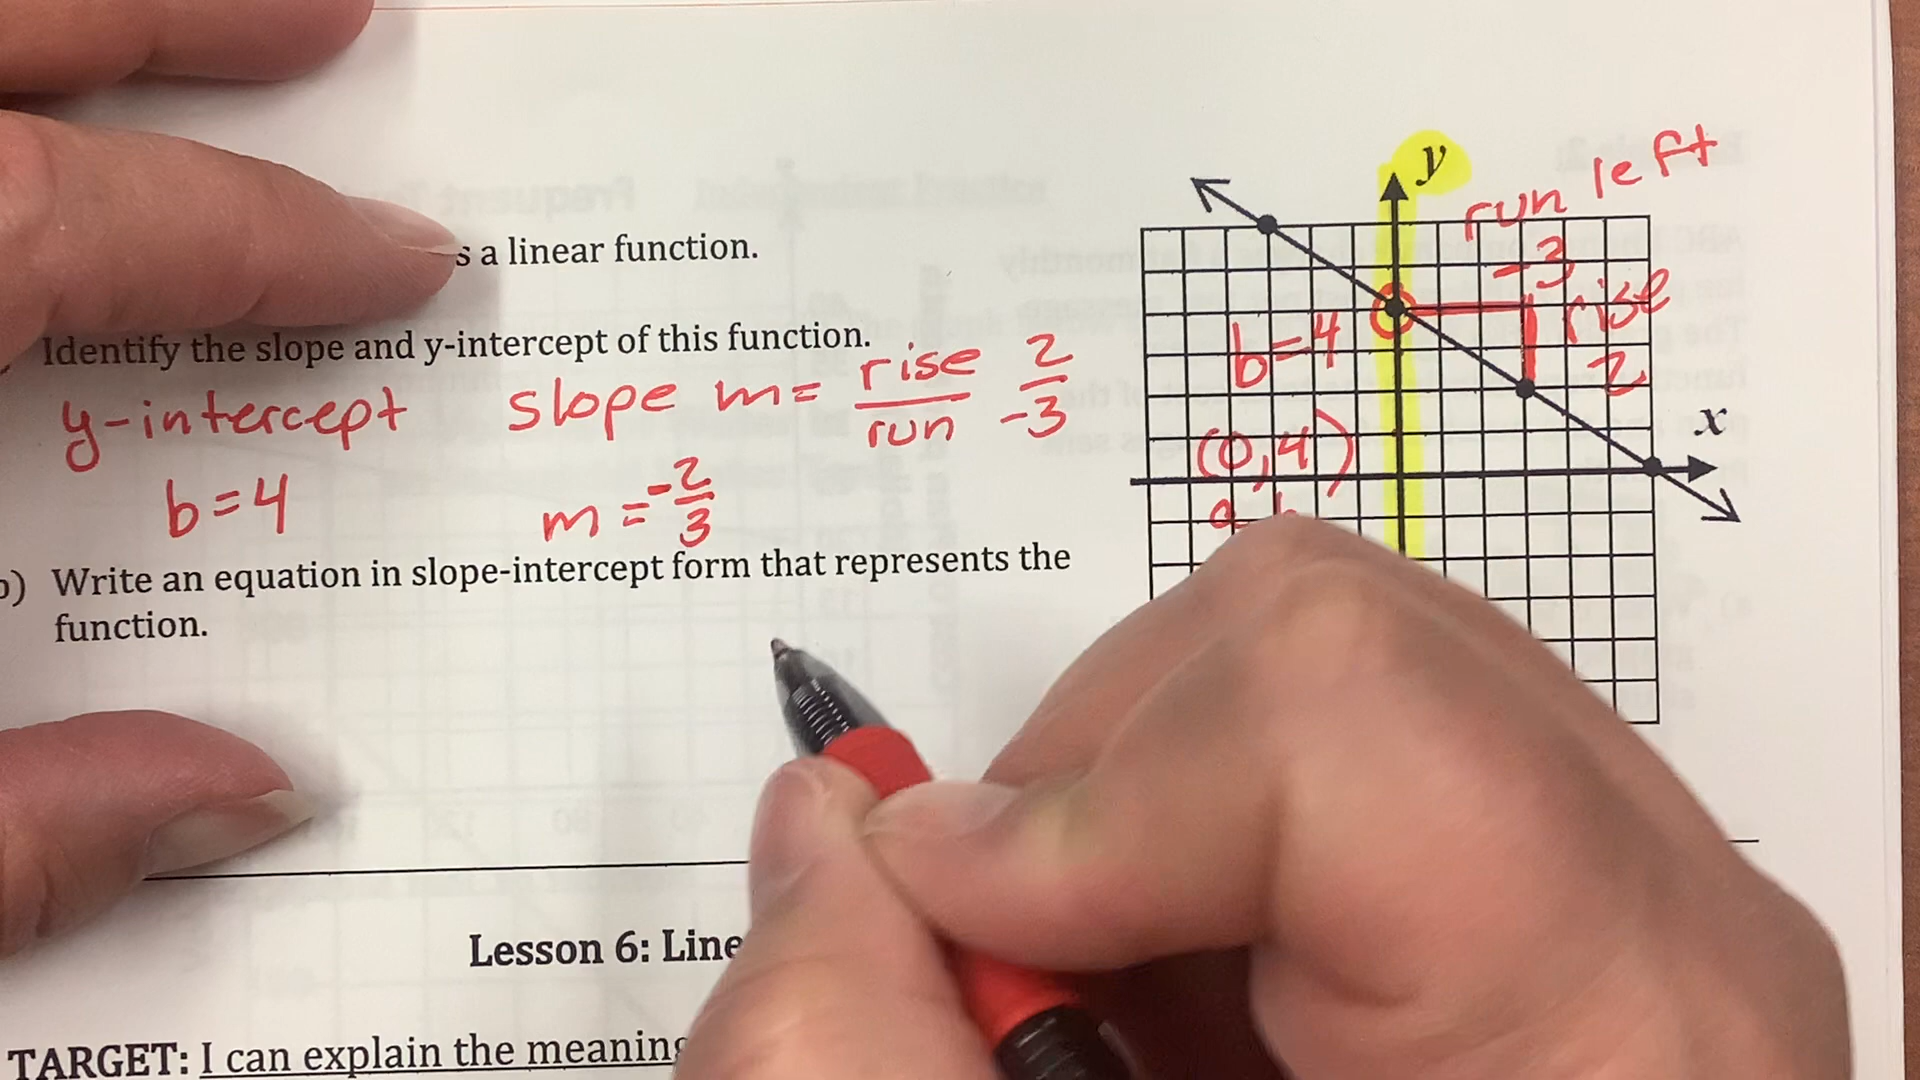 s a linear function.
Identify the slope and y-intercept of this function.
y-intercept slope m = rise/run 2/-3
b=4 m = -2/3
) Write an equation in slope-intercept form that represents the
function.
y
run left
-3
rise
2
b=4
(0,4)
x
Lesson 6: Line
TARGET: I can explain the meaning